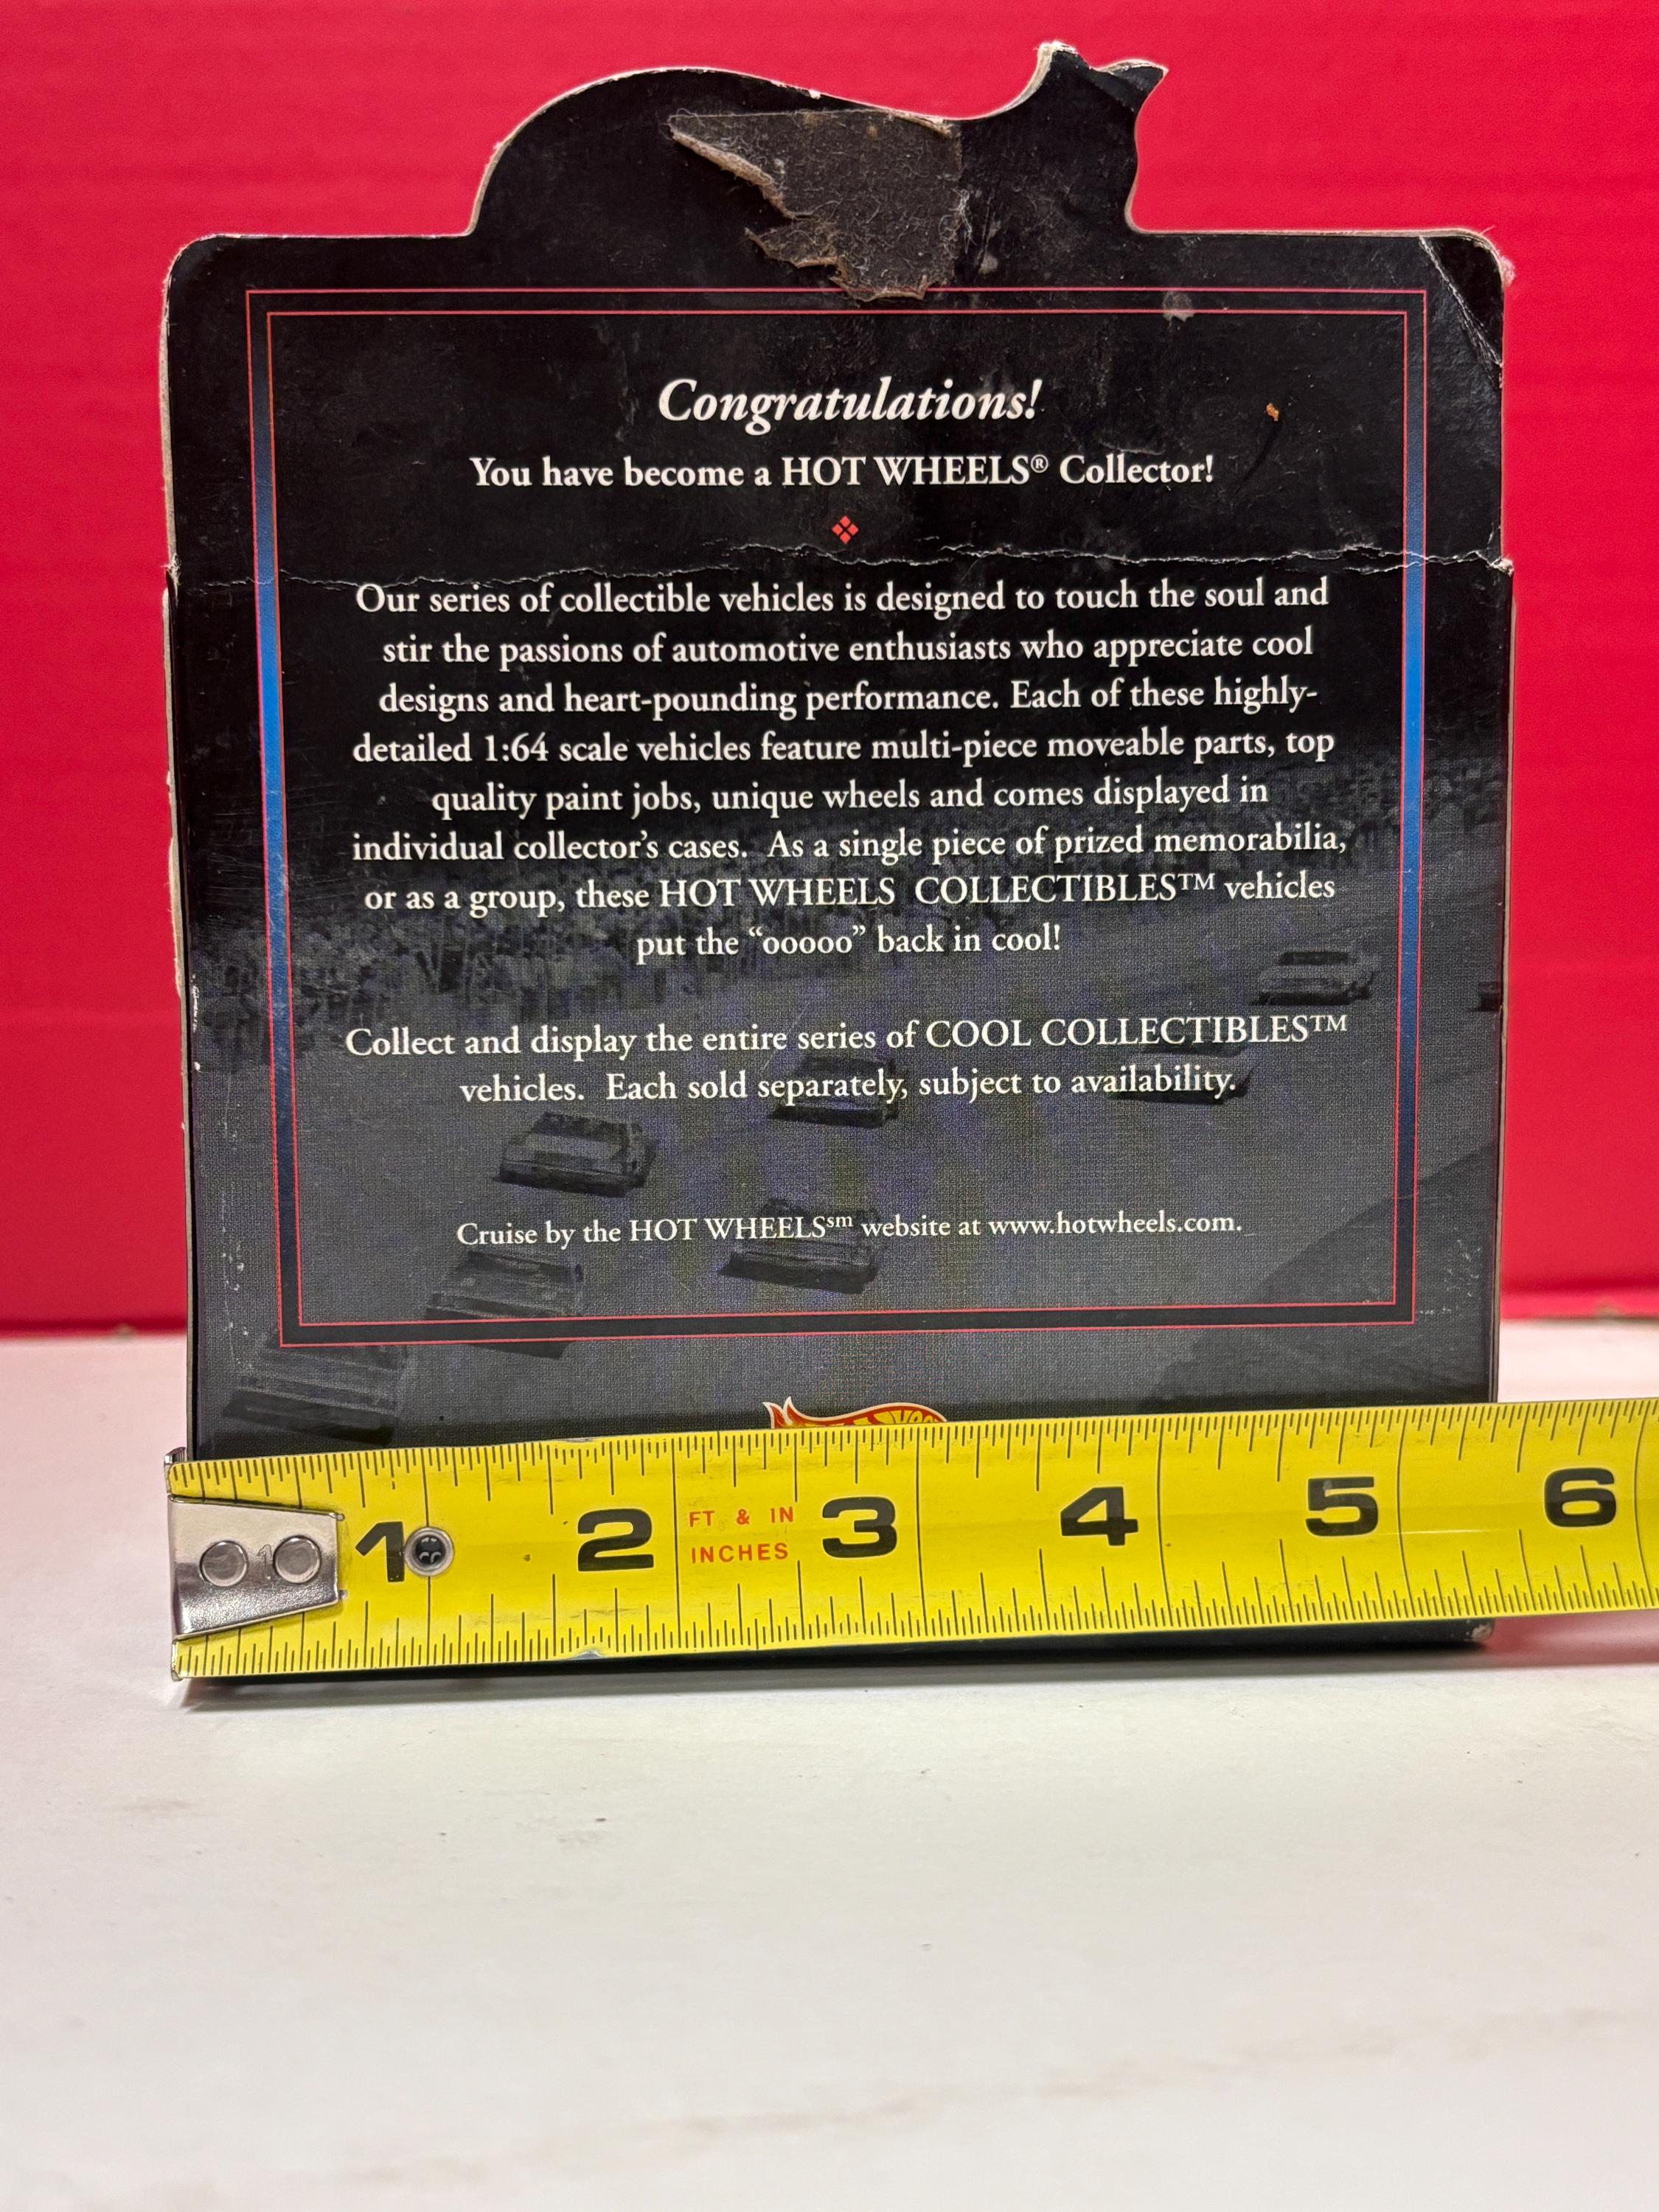 Congratulations!
You have become a HOT WHEELS® Collector!
Our series of collectible vehicles is designed to touch the soul and
stir the passions of automotive enthusiasts who appreciate cool
designs and heart-pounding performance. Each of these highly-
detailed 1:64 scale vehicles feature multi-piece moveable parts, top
quality paint jobs, unique wheels and comes displayed in
individual collector's cases. As a single piece of prized memorabilia,
or as a group, these HOT WHEELS COLLECTIBLES™ vehicles
put the “ooooo” back in cool!
Collect and display the entire series of COOL COLLECTIBLES™
vehicles. Each sold separately, subject to availability.
Cruise by the HOT WHEELS℠ website at www.hotwheels.com.
1 2 FT & IN 3 4 5 6
INCHES